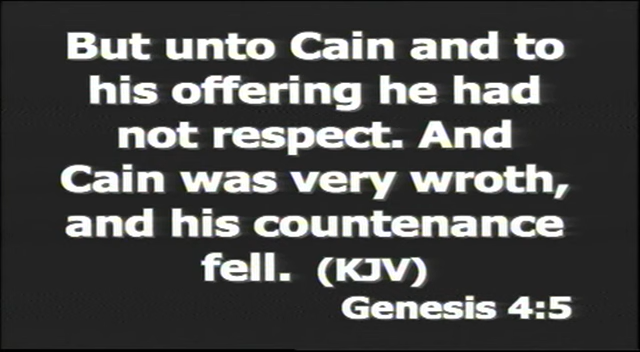 But unto Cain and to
his offering he had
not respect. And
Cain was very wroth,
and his countenance
fell. (KJV)
Genesis 4:5